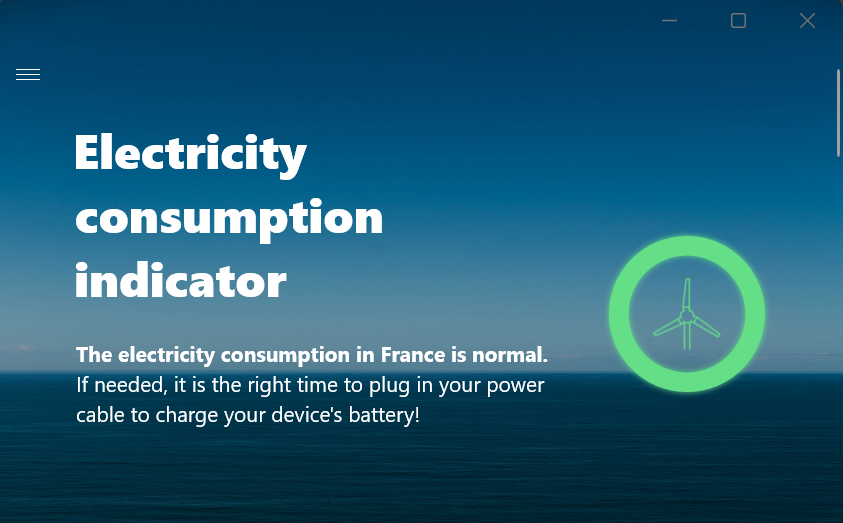 Electricity
consumption
indicator
The electricity consumption in France is normal.
If needed, it is the right time to plug in your power
cable to charge your device's battery!